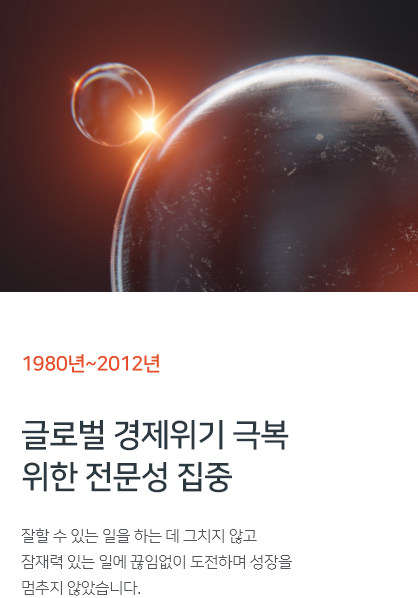 1980년~2012년
글로벌 경제위기 극복
위한 전문성 집중
잘할 수 있는 일을 하는 데 그치지 않고
잠재력 있는 일에 끊임없이 도전하며 성장을
멈추지 않았습니다.